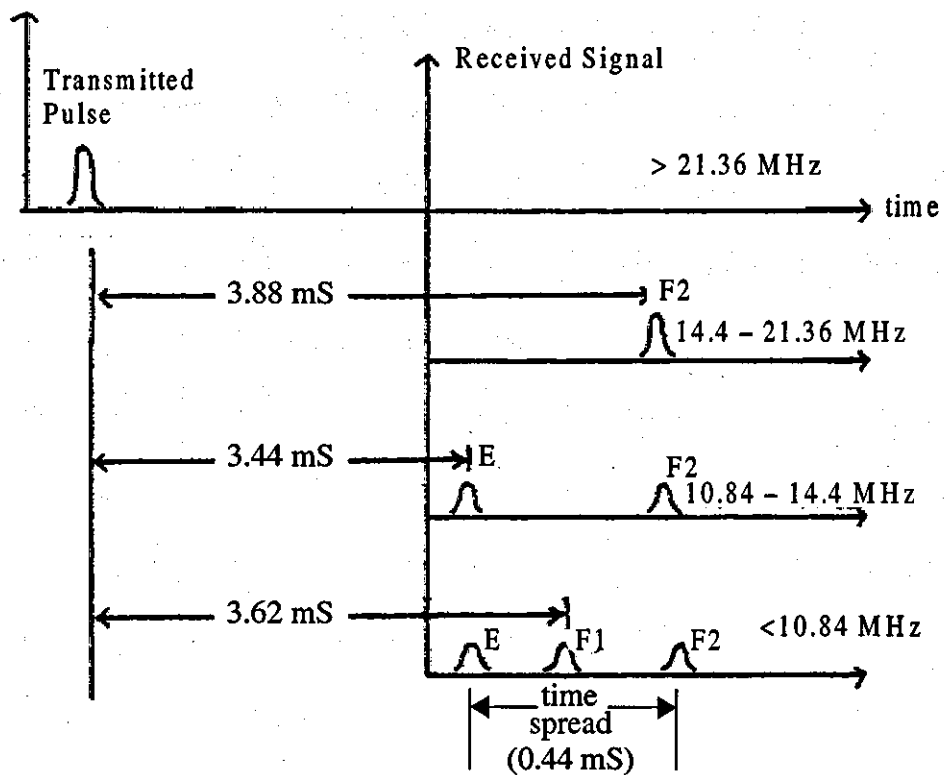 Transmitted
Pulse
Received Signal
> 21.36 MHz
time
3.88 mS
F2
14.4 – 21.36 MHz
3.44 mS
E
F2
10.84 – 14.4 MHz
3.62 mS
<10.84 MHz
E
F1
F2
time
spread
(0.44 mS)